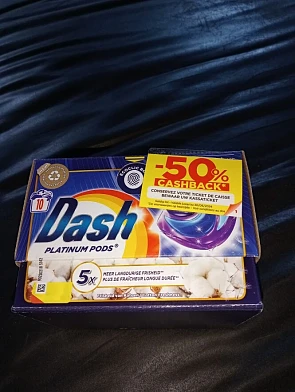 -50%
CASHBACK*
CONSERVEZ VOTRE TICKET DE CAISSE
BEWAAR UW KASSATICKET
10
Dash
PLATINUM PODS®
5x
MEER LANGDURIGE FRISHEID**
PLUS DE FRAÎCHEUR LONGUE DURÉE**